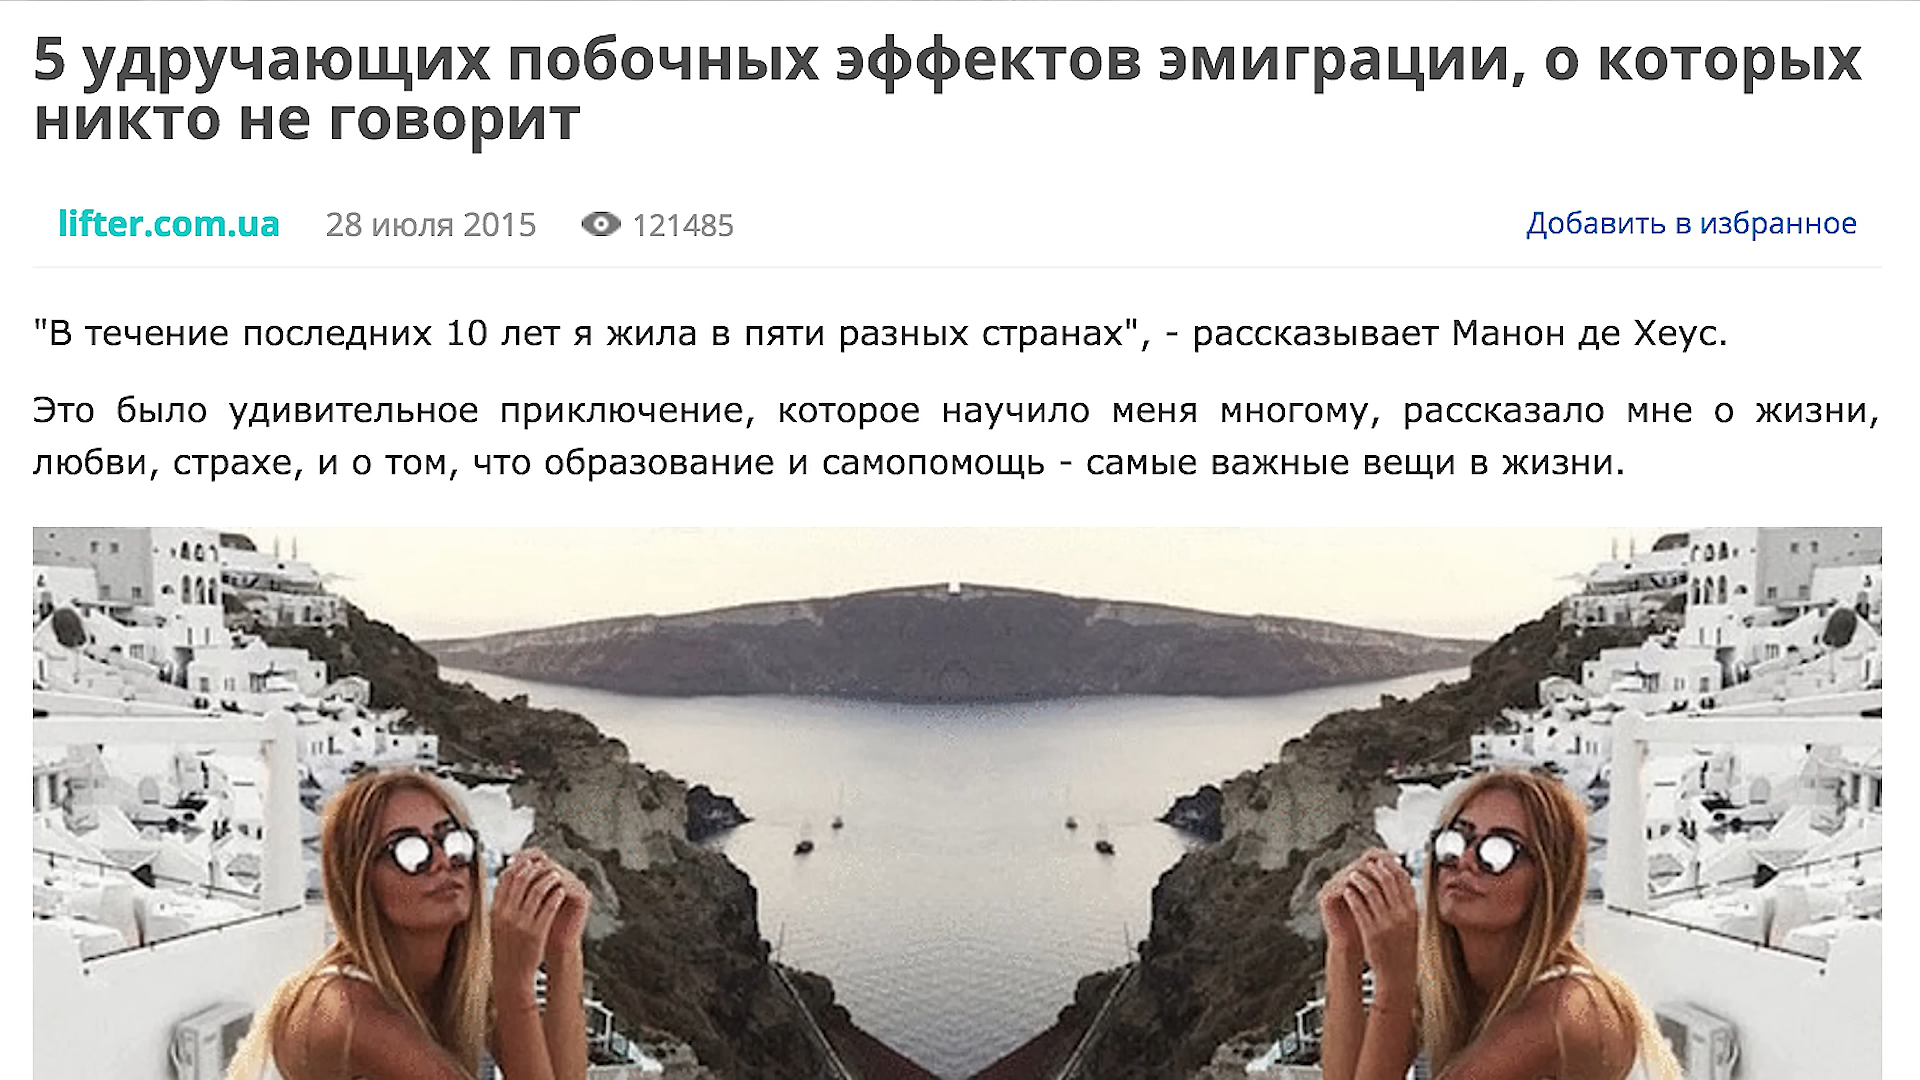 5 удручающих побочных эффектов эмиграции, о которых
никто не говорит
lifter.com.ua 28 июля 2015 121485 Добавить в избранное
"В течение последних 10 лет я жила в пяти разных странах", - рассказывает Манон де Хеус.
Это было удивительное приключение, которое научило меня многому, рассказало мне о жизни,
любви, страхе, и о том, что образование и самопомощь - самые важные вещи в жизни.